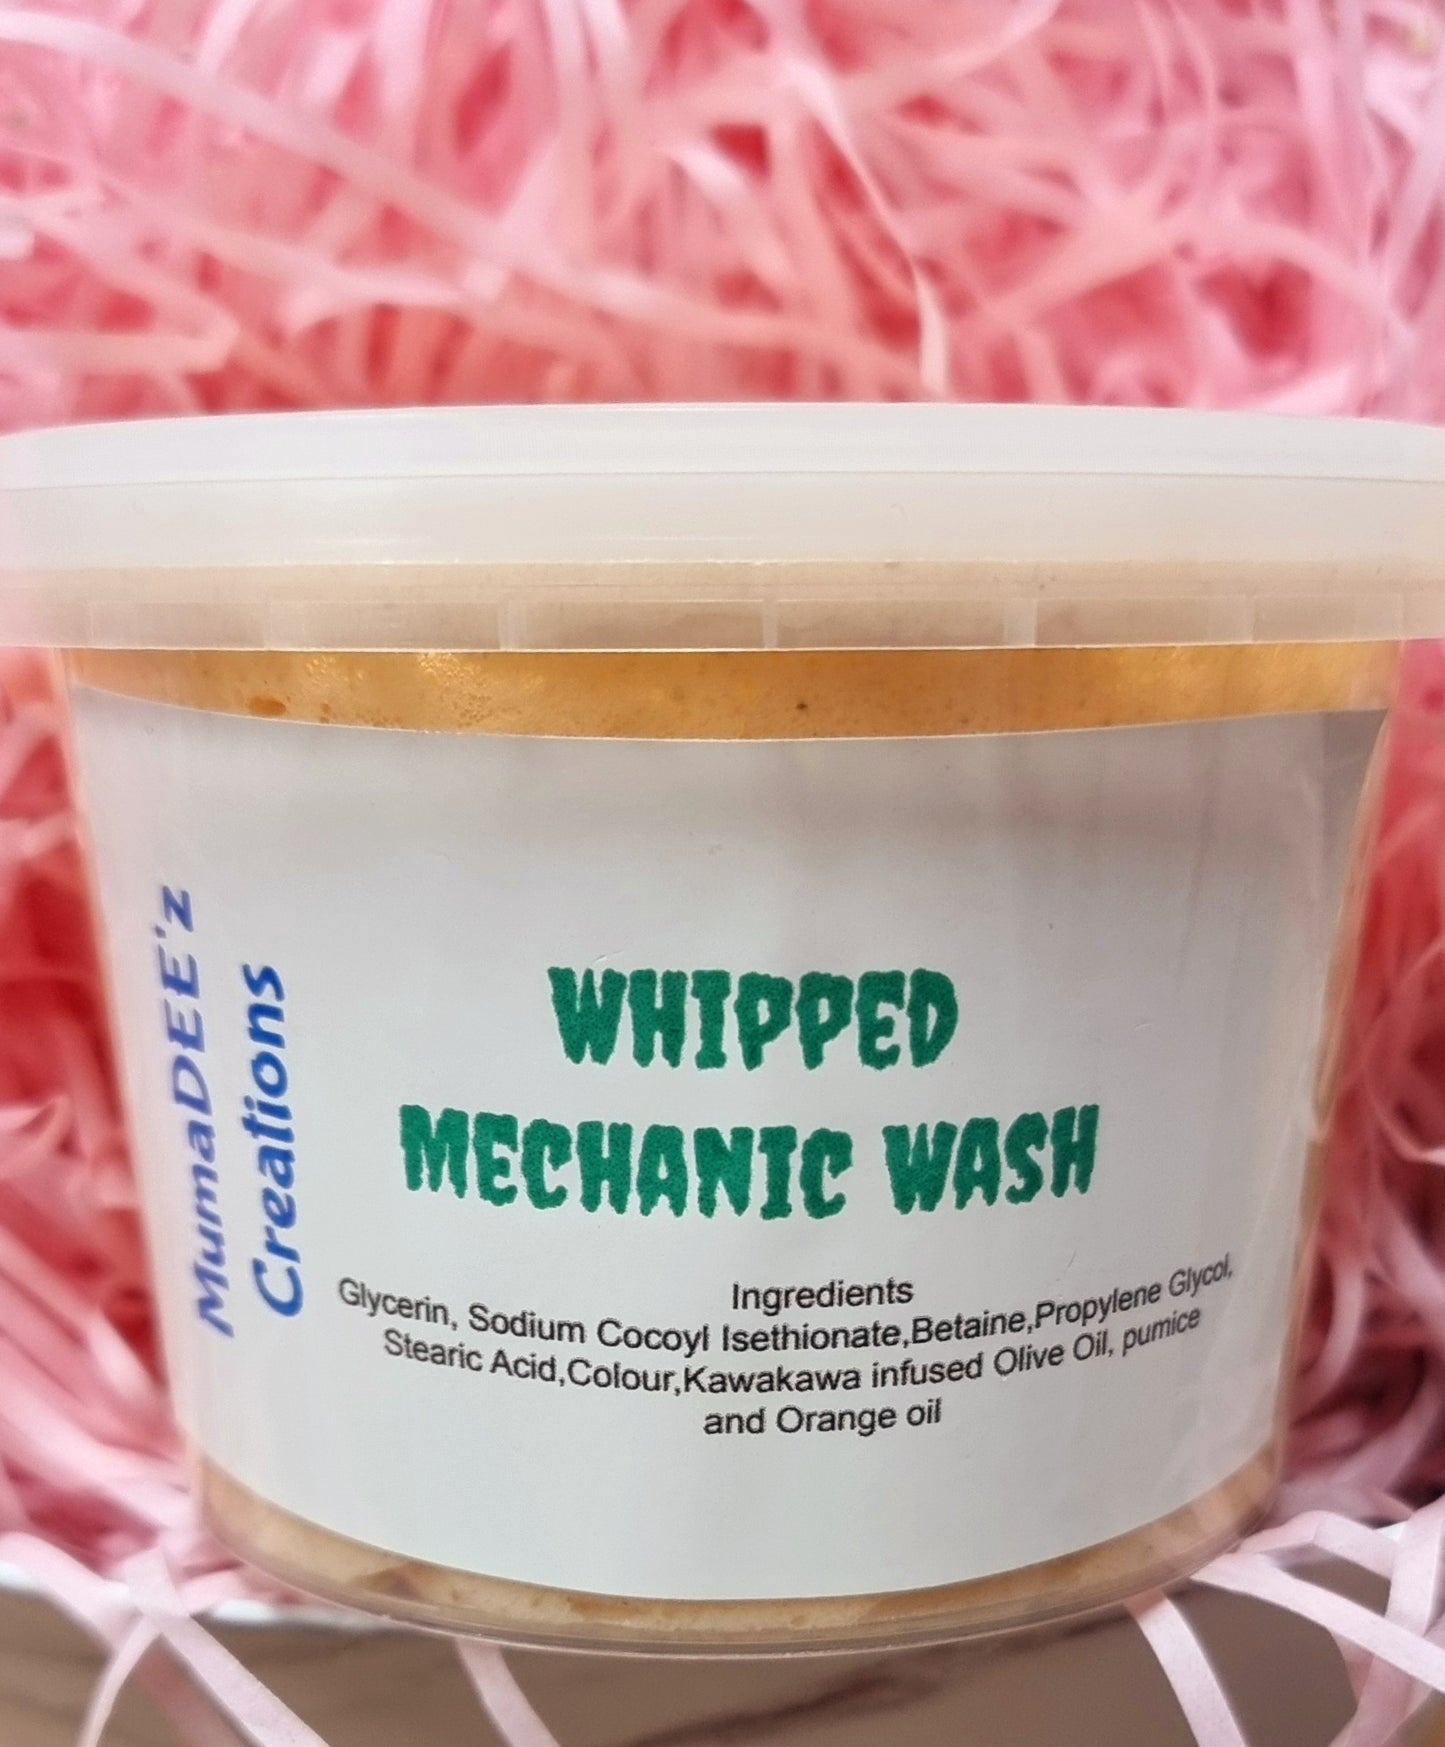 MumaDEE'z
Creations
WHIPPED
MECHANIC WASH
Ingredients
Glycerin, Sodium Cocoyl Isethionate,Betaine,Propylene Glycol,
Stearic Acid,Colour,Kawakawa infused Olive Oil, pumice
and Orange oil